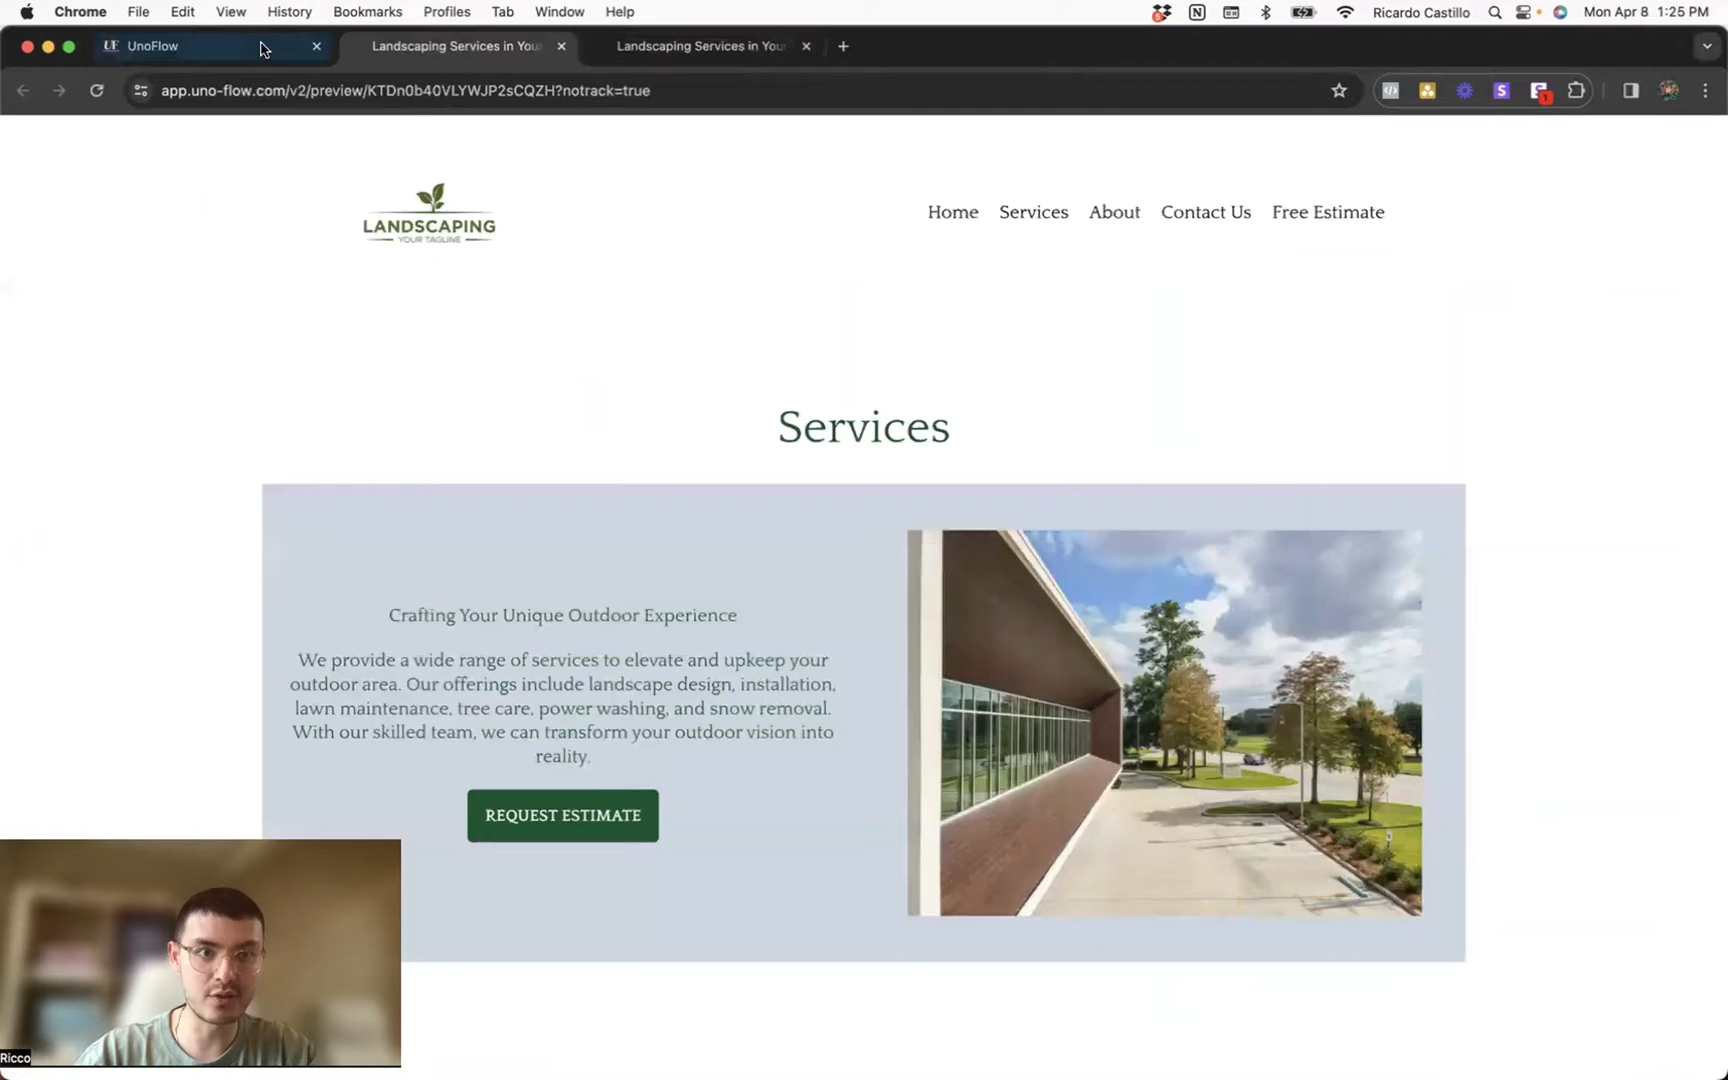 Chrome File Edit View History Bookmarks Profiles Tab Window Help Ricardo Castillo Mon Apr 8 1:25 PM
UF UnoFlow Landscaping Services in You Landscaping Services in You
app.uno-flow.com/v2/preview/KTDn0b40VLYWJP2sCQZH?notrack=true
LANDSCAPING
YOUR TAGLINE
Home Services About Contact Us Free Estimate
Services
Crafting Your Unique Outdoor Experience
We provide a wide range of services to elevate and upkeep your
outdoor area. Our offerings include landscape design, installation,
lawn maintenance, tree care, power washing, and snow removal.
With our skilled team, we can transform your outdoor vision into
reality.
REQUEST ESTIMATE
Ricco